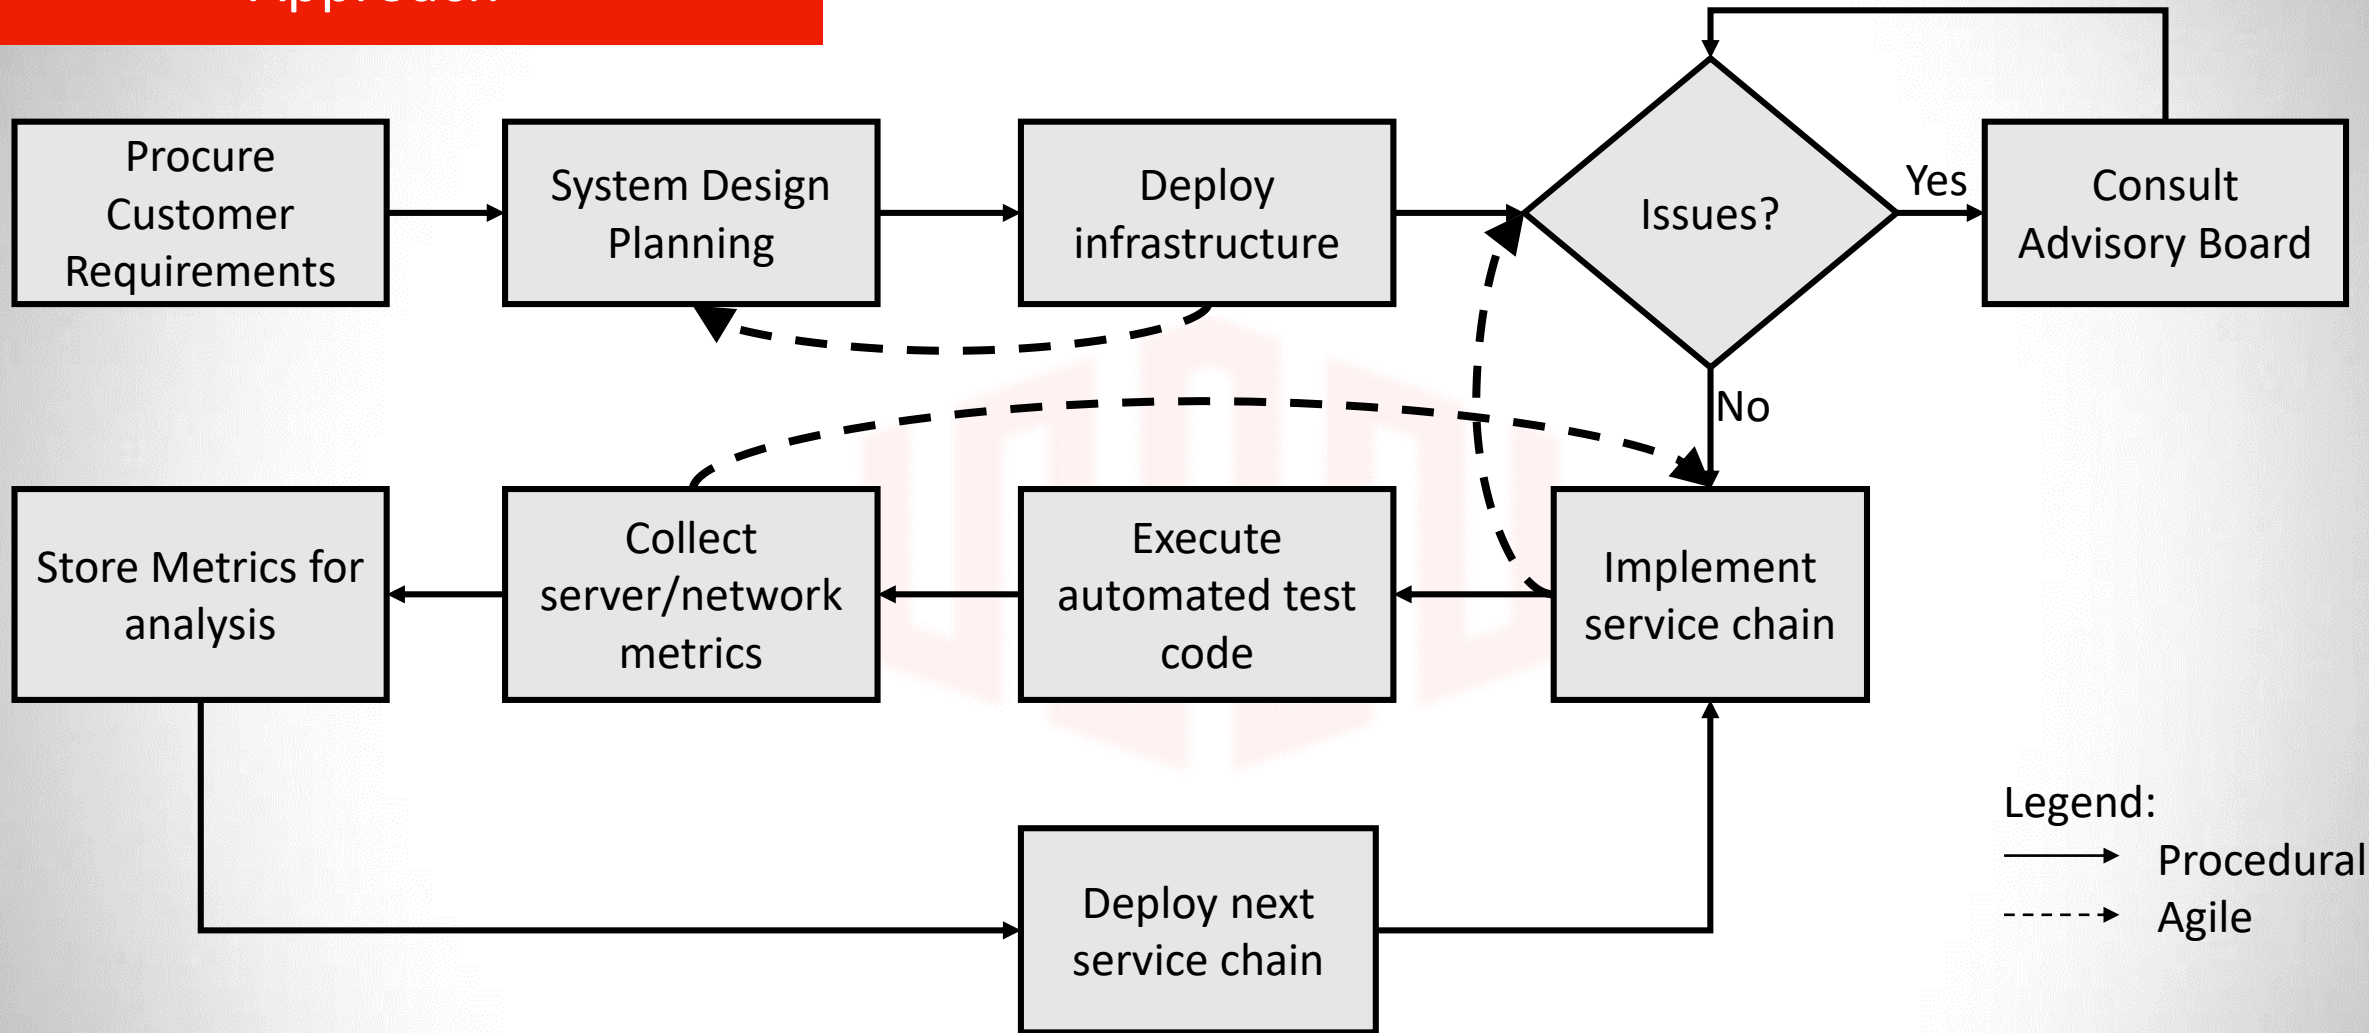 Approach
Procure
Customer
Requirements
System Design
Planning
Deploy
infrastructure
Issues?
Yes
Consult
Advisory Board
No
Store Metrics for
analysis
Collect
server/network
metrics
Execute
automated test
code
Implement
service chain
Deploy next
service chain
Legend:
Procedural
Agile